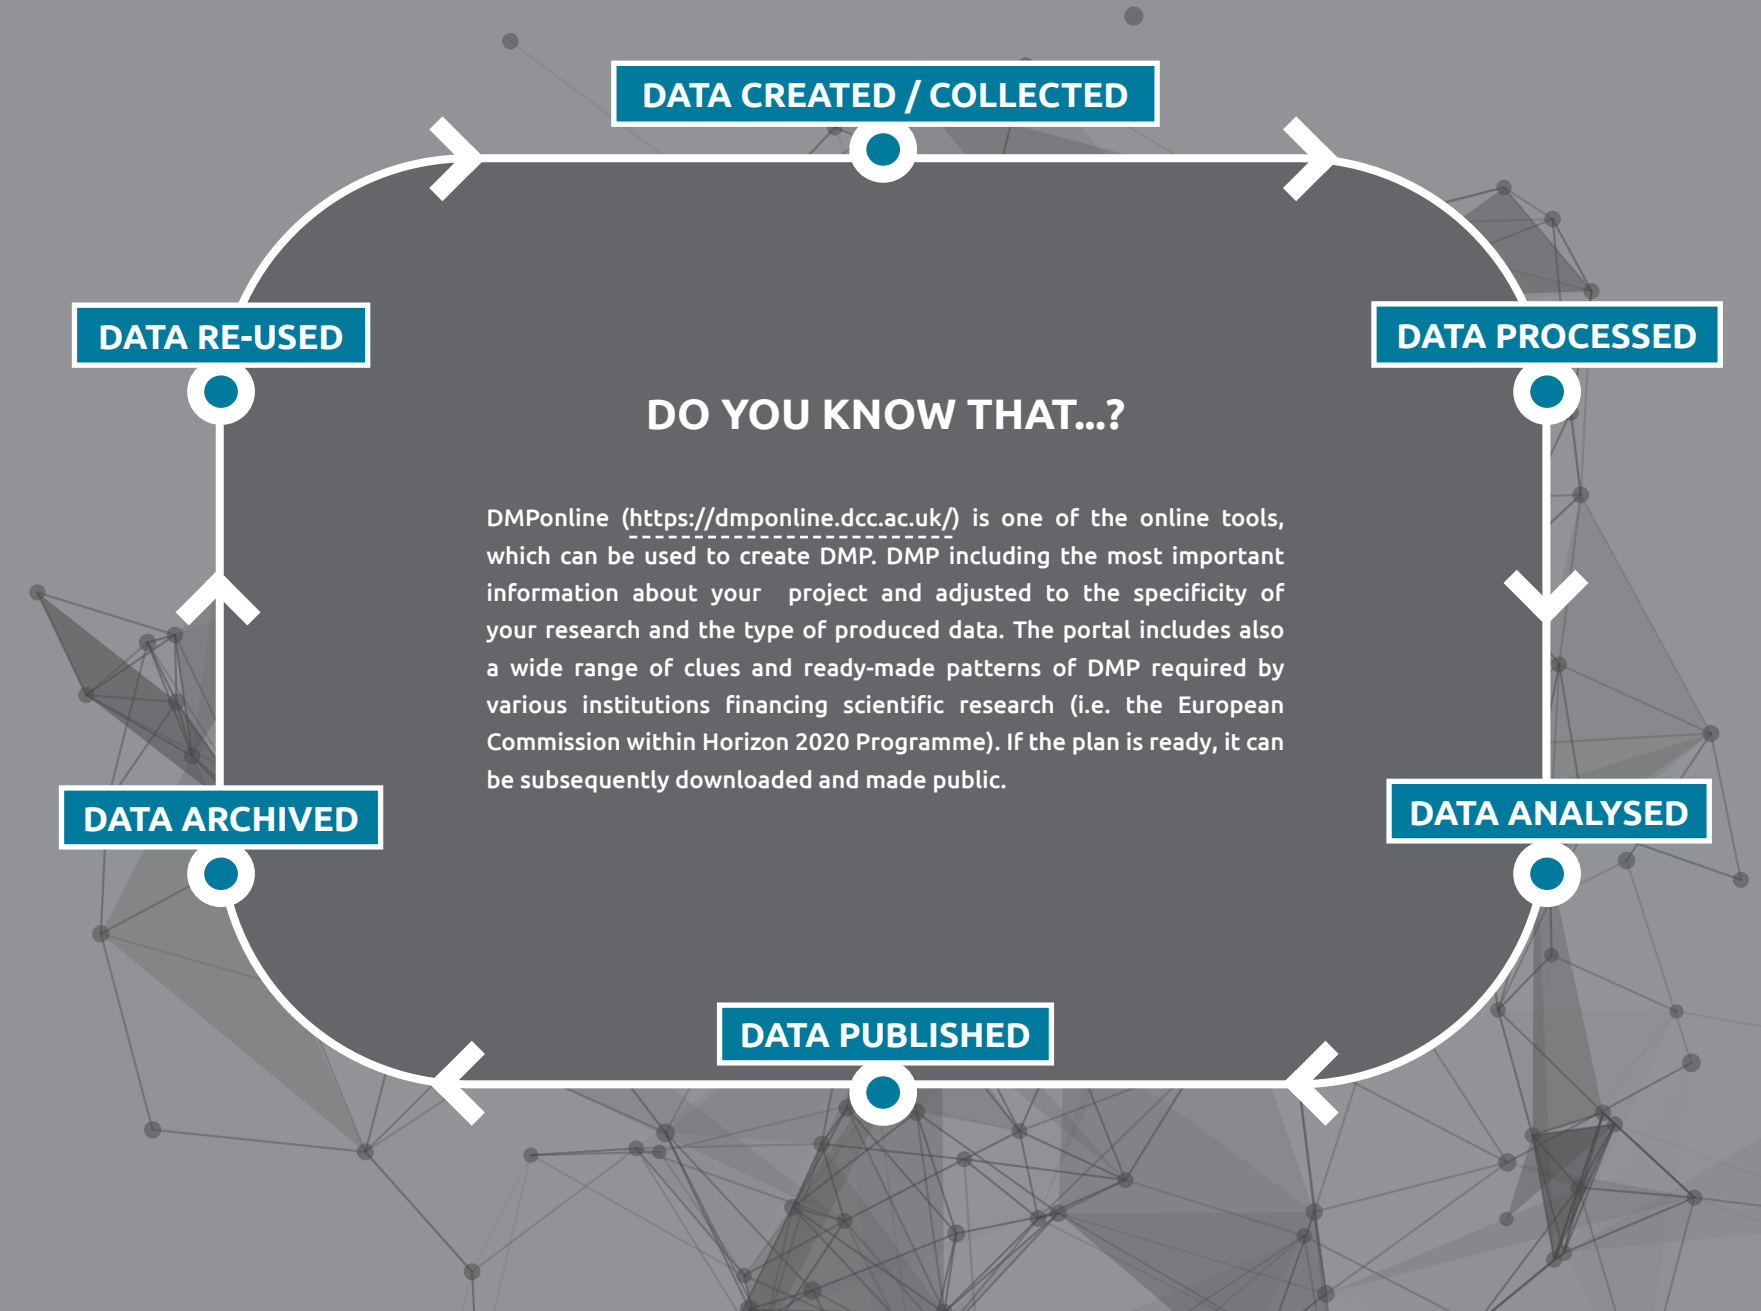 DATA CREATED / COLLECTED
DATA RE-USED
DATA PROCESSED
DO YOU KNOW THAT...?
DMPonline (https://dmponline.dcc.ac.uk/) is one of the online tools,
which can be used to create DMP. DMP including the most important
information about your project and adjusted to the specificity of
your research and the type of produced data. The portal includes also
a wide range of clues and ready-made patterns of DMP required by
various institutions financing scientific research (i.e. the European
Commission within Horizon 2020 Programme). If the plan is ready, it can
be subsequently downloaded and made public.
DATA ARCHIVED
DATA ANALYSED
DATA PUBLISHED